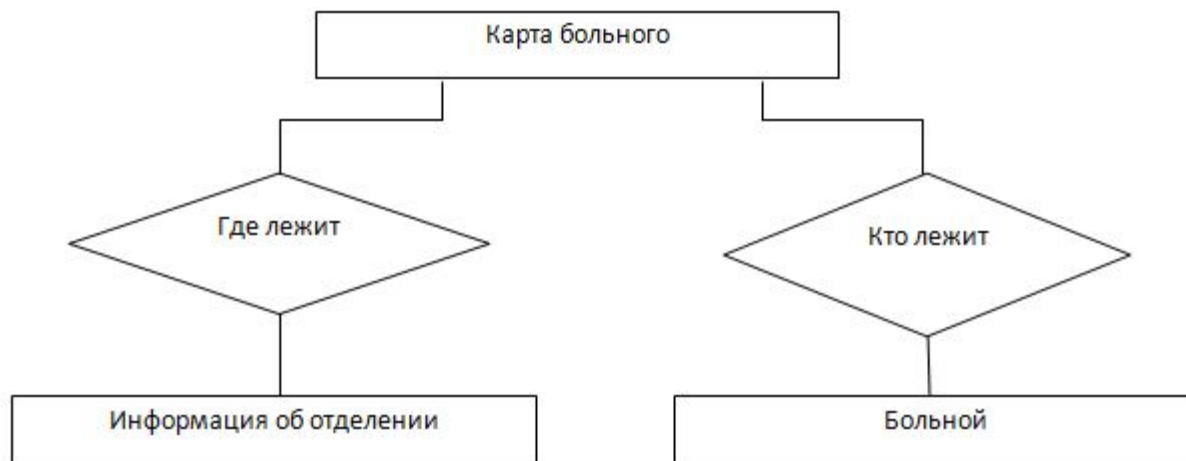 Карта больного
Где лежит
Кто лежит
Информация об отделении
Больной